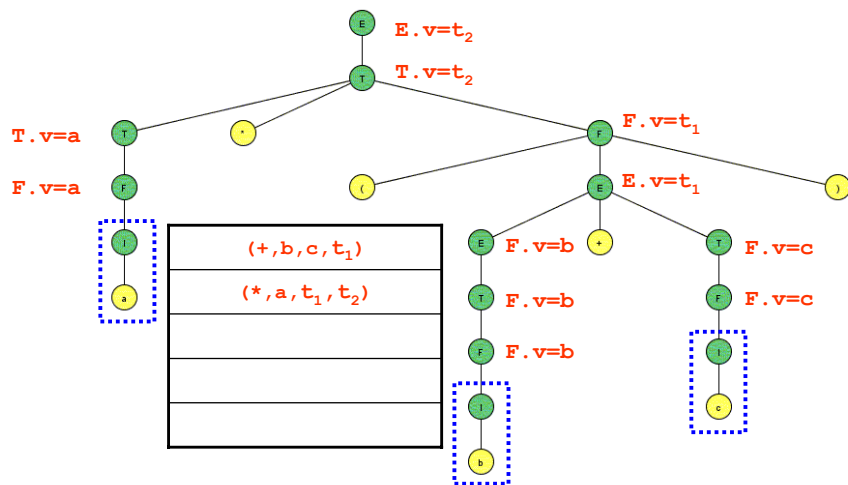 E E.v=t₂
T T.v=t₂
T.v=a T * F F.v=t₁
F.v=a F ( E E.v=t₁ )
I (+,b,c,t₁) E F.v=b + T F.v=c
a (*,a,t₁,t₂) T F.v=b F F.v=c
F F.v=b I
I c
b